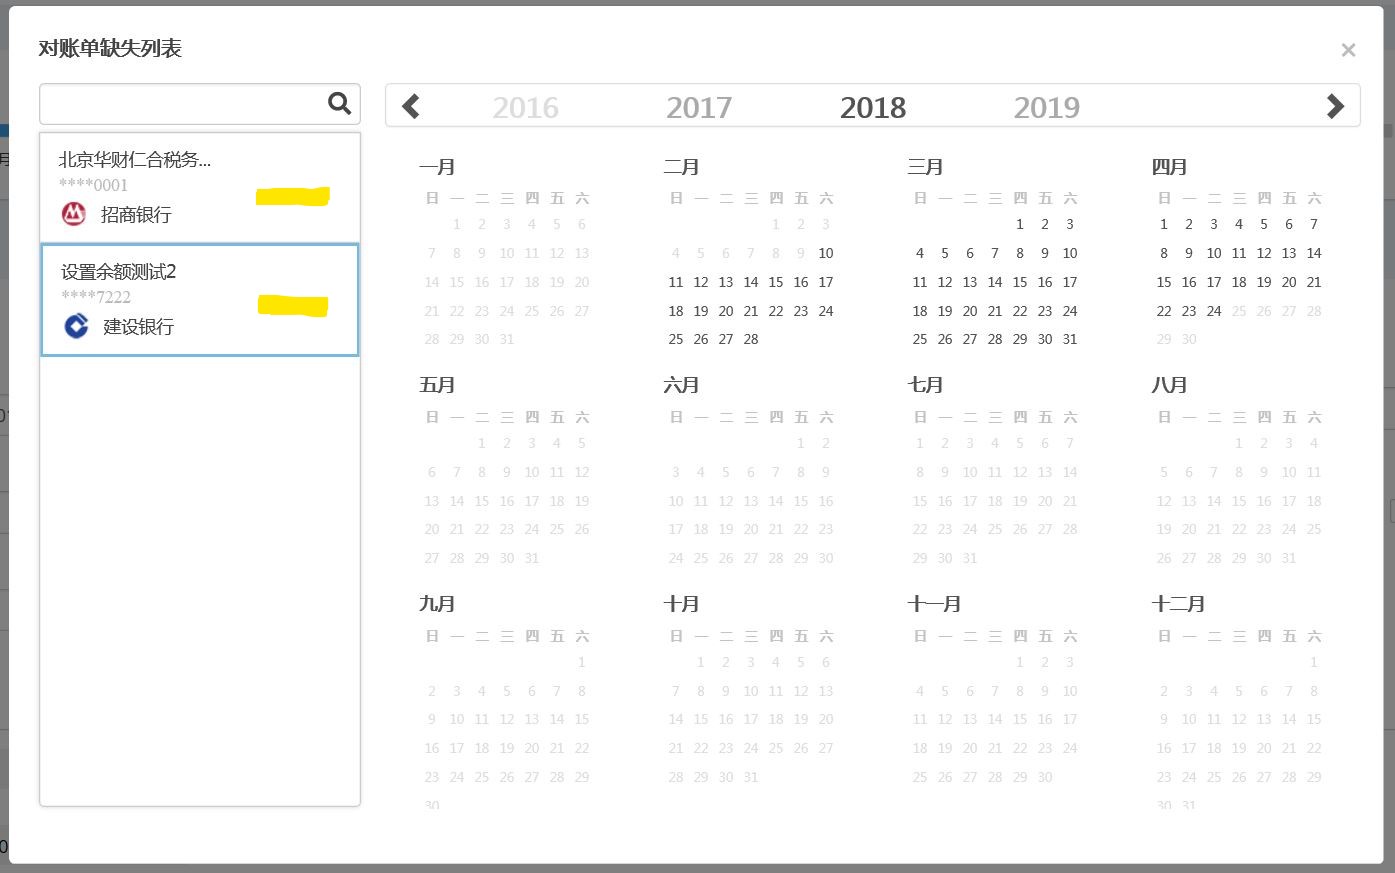 对账单缺失列表
×
2016 2017 2018 2019
北京华财仁合税务...
****0001
招商银行
设置余额测试2
****7222
建设银行
一月
日 一 二 三 四 五 六
1 2 3 4 5 6
7 8 9 10 11 12 13
14 15 16 17 18 19 20
21 22 23 24 25 26 27
28 29 30 31
二月
日 一 二 三 四 五 六
1 2 3
4 5 6 7 8 9 10
11 12 13 14 15 16 17
18 19 20 21 22 23 24
25 26 27 28
三月
日 一 二 三 四 五 六
1 2 3
4 5 6 7 8 9 10
11 12 13 14 15 16 17
18 19 20 21 22 23 24
25 26 27 28 29 30 31
四月
日 一 二 三 四 五 六
1 2 3 4 5 6 7
8 9 10 11 12 13 14
15 16 17 18 19 20 21
22 23 24 25 26 27 28
29 30
五月
日 一 二 三 四 五 六
1 2 3 4 5
6 7 8 9 10 11 12
13 14 15 16 17 18 19
20 21 22 23 24 25 26
27 28 29 30 31
六月
日 一 二 三 四 五 六
1 2
3 4 5 6 7 8 9
10 11 12 13 14 15 16
17 18 19 20 21 22 23
24 25 26 27 28 29 30
七月
日 一 二 三 四 五 六
1 2 3 4 5 6 7
8 9 10 11 12 13 14
15 16 17 18 19 20 21
22 23 24 25 26 27 28
29 30 31
八月
日 一 二 三 四 五 六
1 2 3 4
5 6 7 8 9 10 11
12 13 14 15 16 17 18
19 20 21 22 23 24 25
26 27 28 29 30 31
九月
日 一 二 三 四 五 六
1
2 3 4 5 6 7 8
9 10 11 12 13 14 15
16 17 18 19 20 21 22
23 24 25 26 27 28 29
30
十月
日 一 二 三 四 五 六
1 2 3 4 5 6
7 8 9 10 11 12 13
14 15 16 17 18 19 20
21 22 23 24 25 26 27
28 29 30 31
十一月
日 一 二 三 四 五 六
1 2 3
4 5 6 7 8 9 10
11 12 13 14 15 16 17
18 19 20 21 22 23 24
25 26 27 28 29 30
十二月
日 一 二 三 四 五 六
1
2 3 4 5 6 7 8
9 10 11 12 13 14 15
16 17 18 19 20 21 22
23 24 25 26 27 28 29
30 31